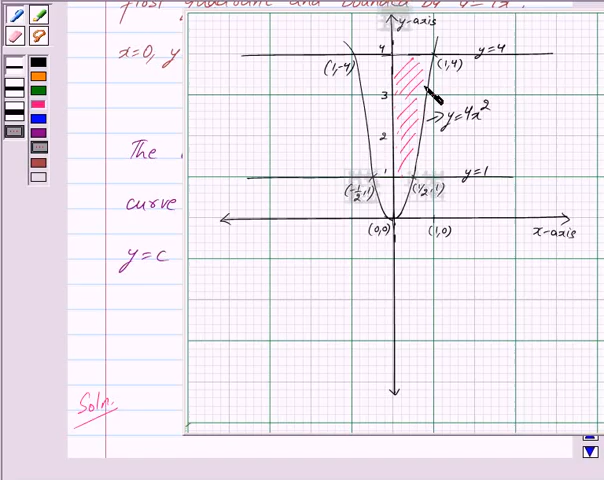 First quadrant and bounded by y = 4x²
x=0, y
y-axis
4
y=4
(1,-4)
(1,4)
3
y=4x²
2
The
1
y=1
(-1/2,1)
(1/2,1)
curve
(0,0)
(1,0)
x-axis
y=c
Soln.